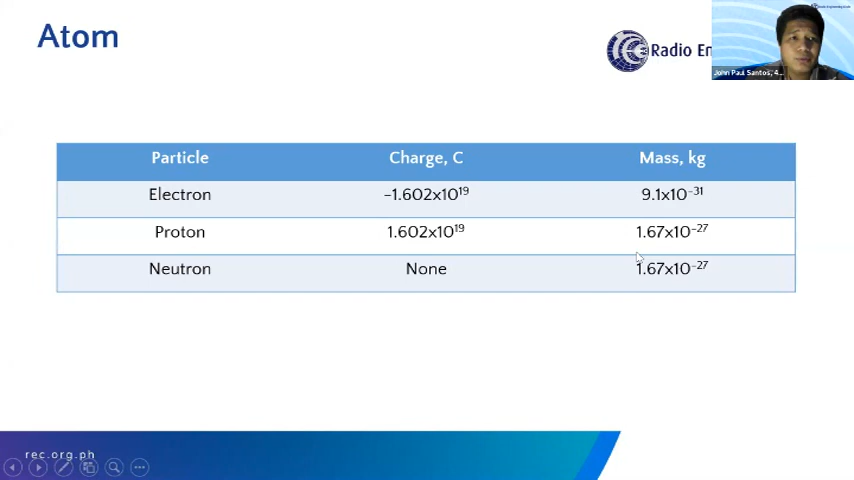 Atom
Radio En
John Paul Santos, 4...
Particle Charge, C Mass, kg
Electron −1.602x10¹⁹ 9.1x10⁻³¹
Proton 1.602x10¹⁹ 1.67x10⁻²⁷
Neutron None 1.67x10⁻²⁷
rec.org.ph